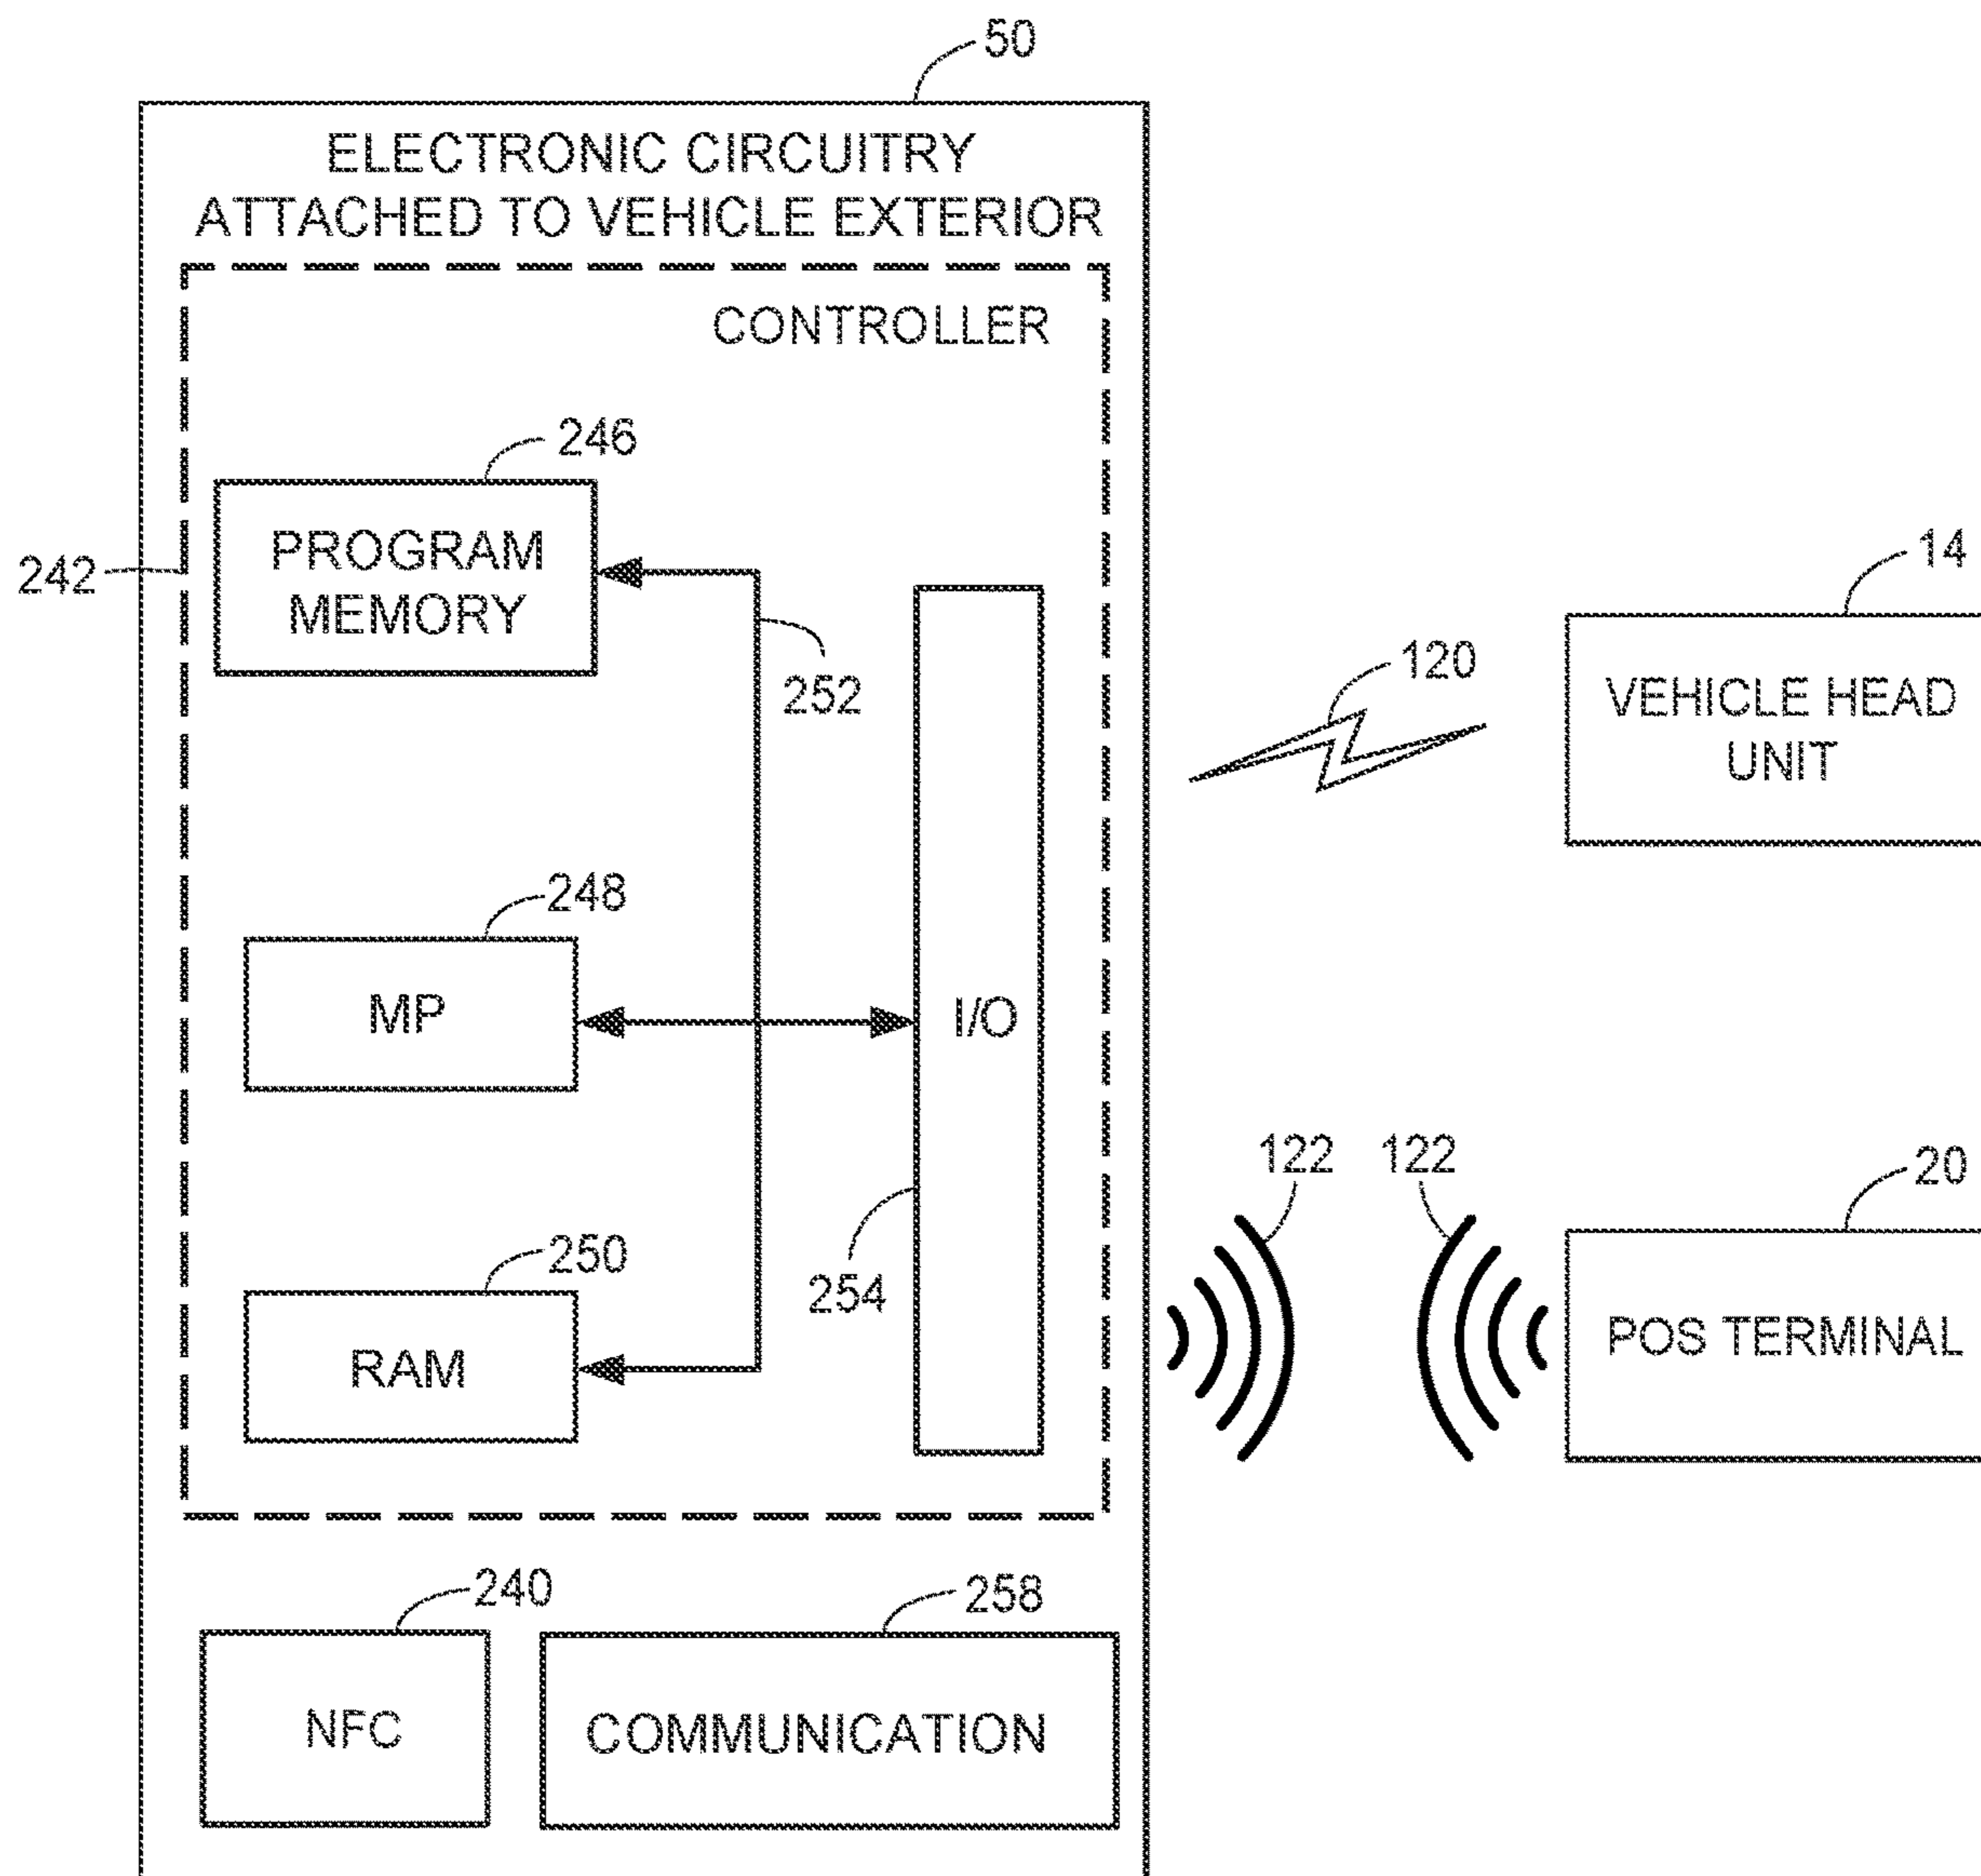 50
ELECTRONIC CIRCUITRY
ATTACHED TO VEHICLE EXTERIOR
CONTROLLER
246
PROGRAM
MEMORY
242
252
14
VEHICLE HEAD
UNIT
120
248
MP
I/O
250
RAM
254
122
122
20
POS TERMINAL
240
NFC
258
COMMUNICATION